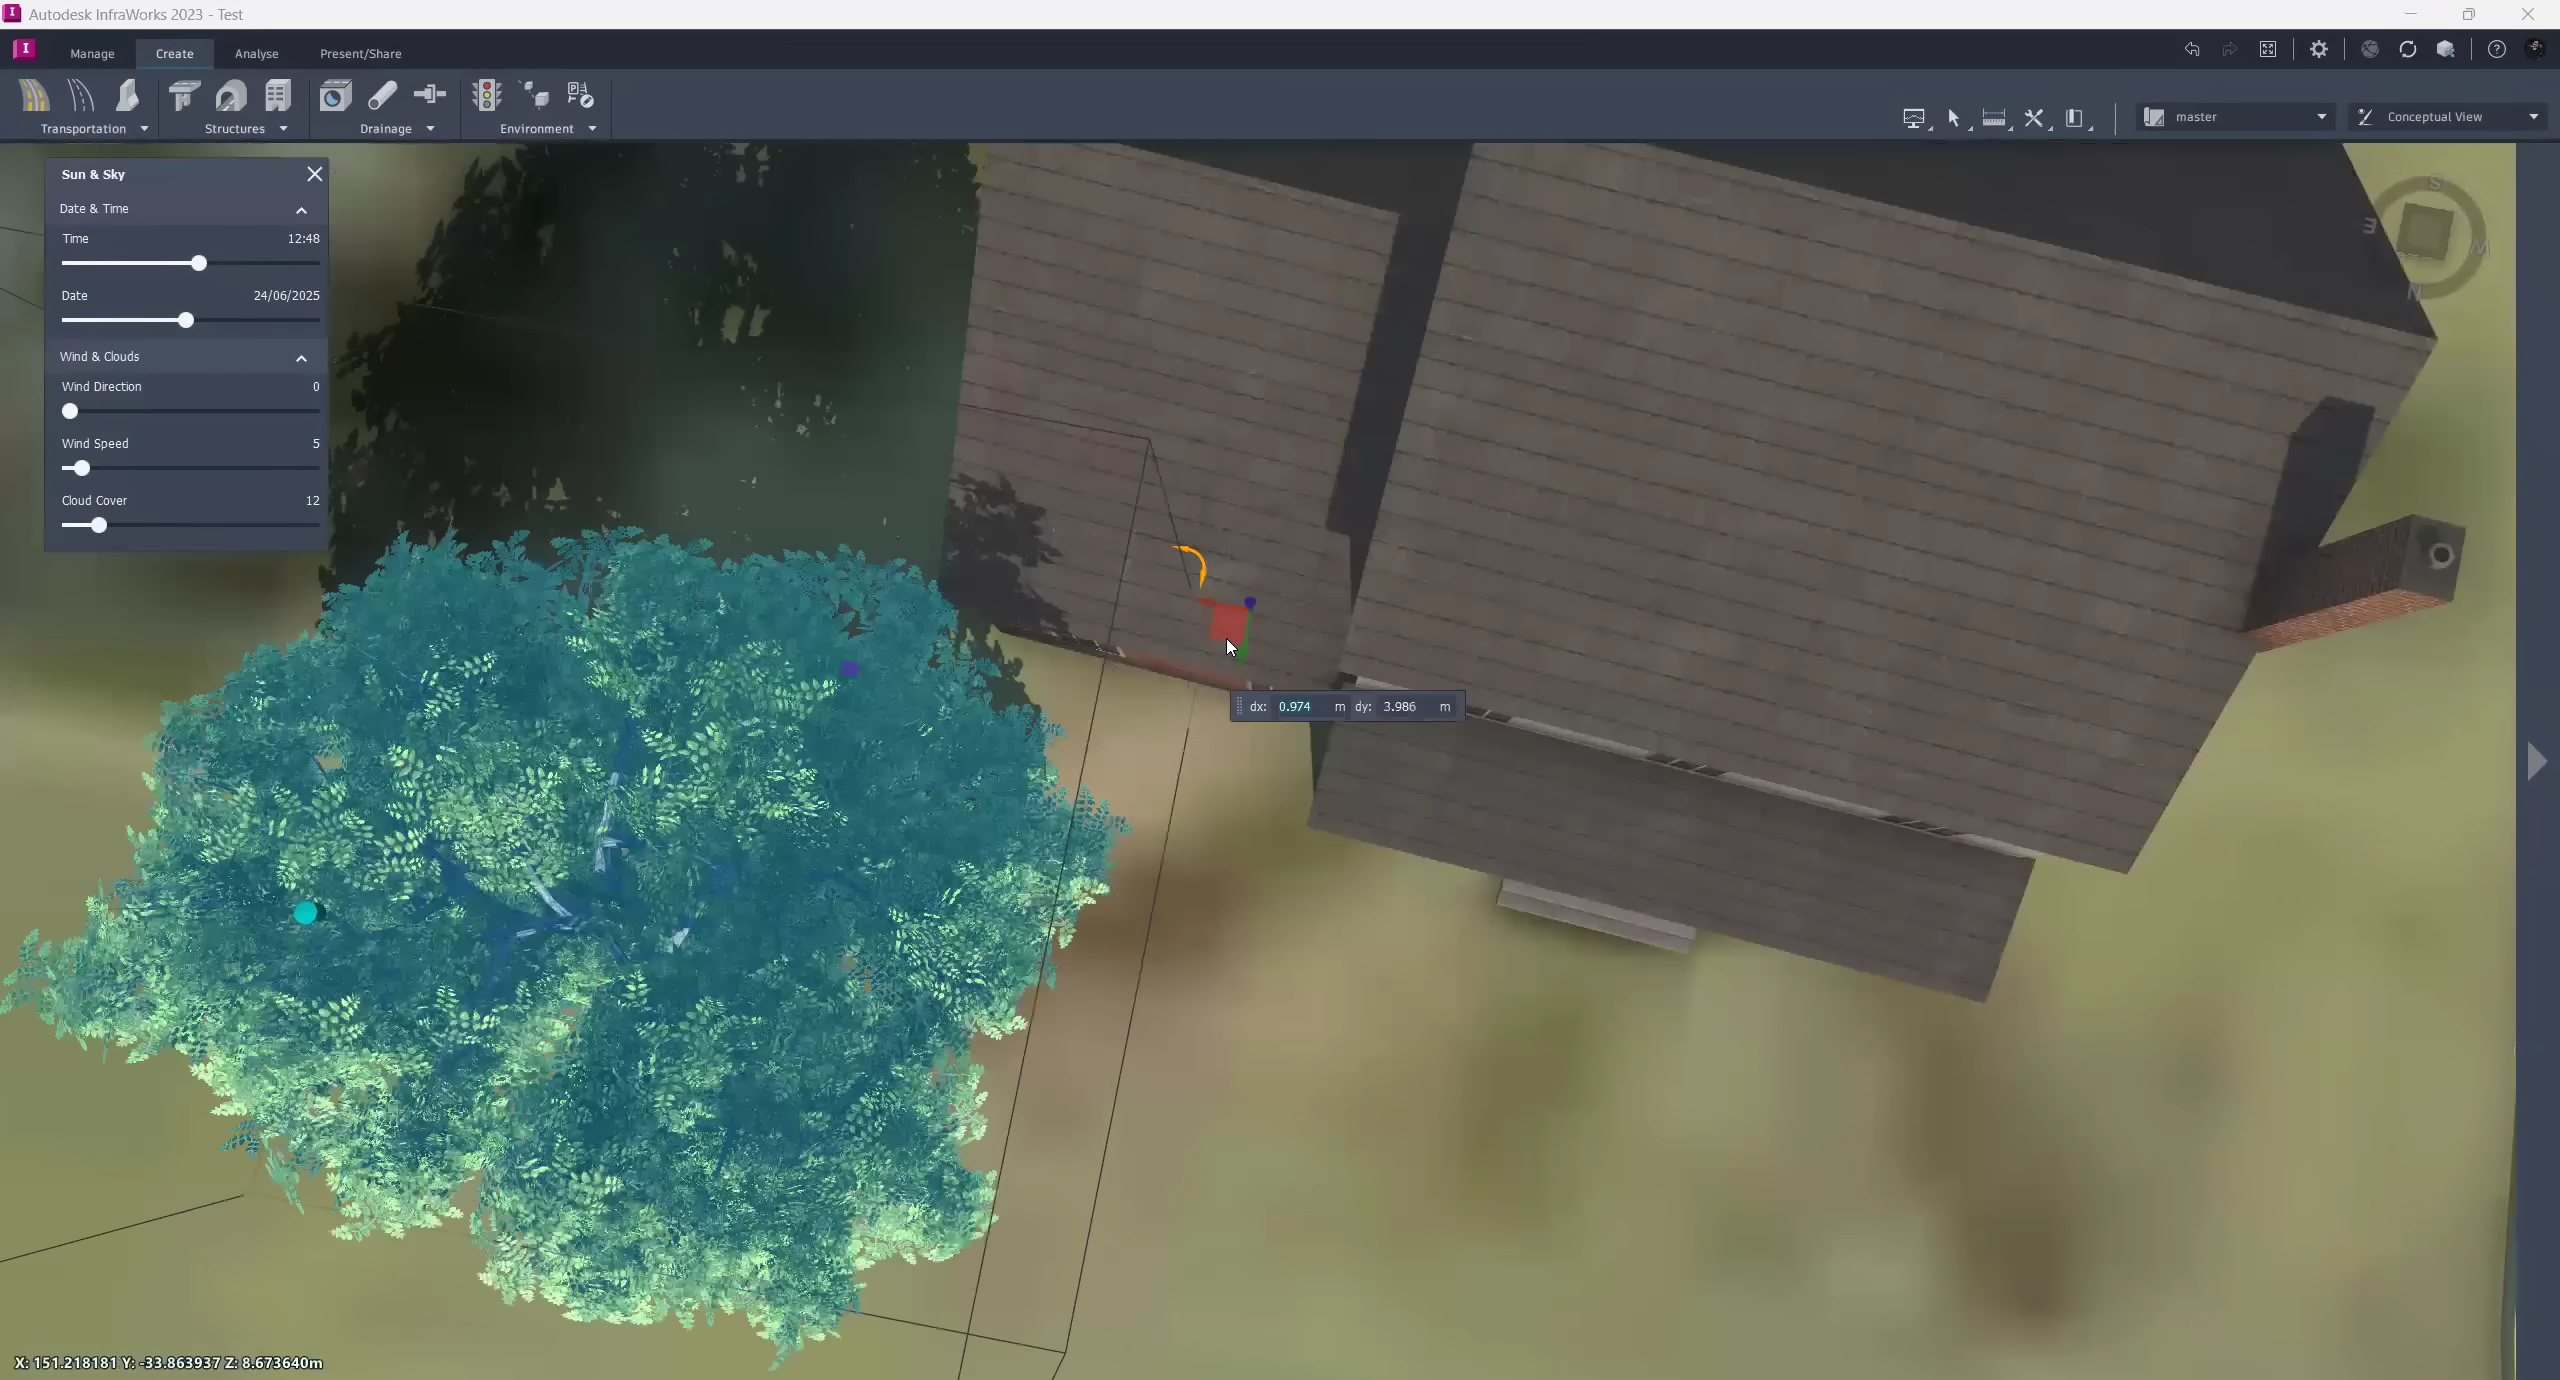 Autodesk InfraWorks 2023 - Test
Manage Create Analyse Present/Share
Transportation Structures Drainage Environment
master Conceptual View
Sun & Sky
Date & Time
Time 12:48
Date 24/06/2025
Wind & Clouds
Wind Direction 0
Wind Speed 5
Cloud Cover 12
S
E
W
N
dx: 0.974 m dy: 3.986 m
X: 151.218181 Y: -33.863937 Z: 8.673640m